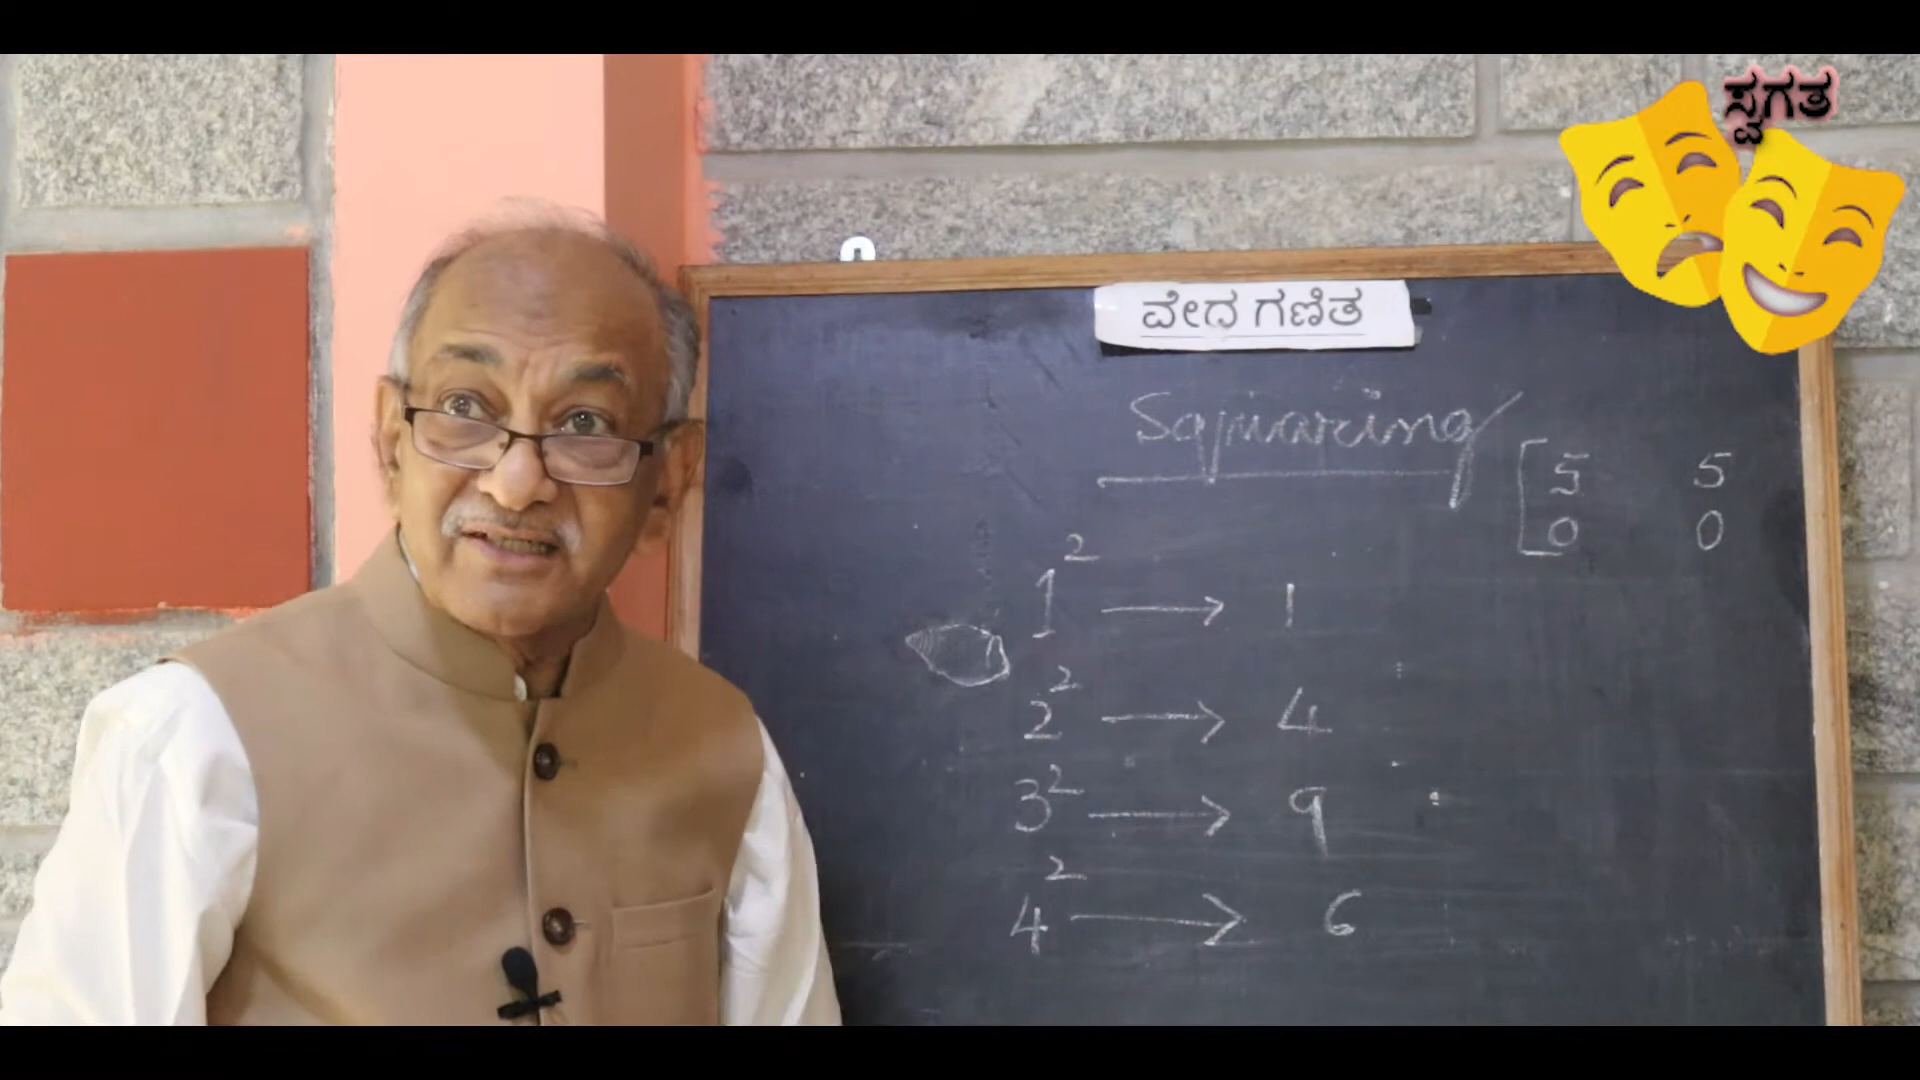 ಸ್ವಗತ
ವೇದ ಗಣಿತ
Squaring
5 5
0 0
1² → 1
2² → 4
3² → 9
4² → 6